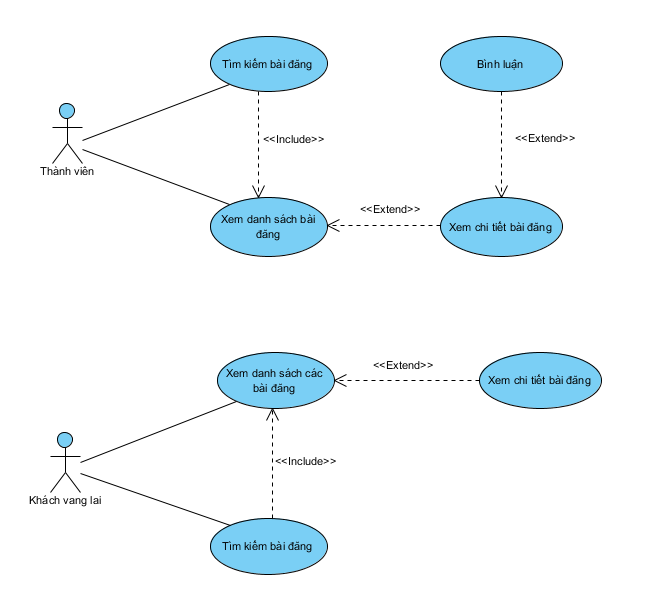 Tìm kiếm bài đăng
Bình luận
<<Include>>
<<Extend>>
Thành viên
<<Extend>>
Xem danh sách bài
đăng
Xem chi tiết bài đăng
Xem danh sách các
bài đăng
<<Extend>>
Xem chi tiết bài đăng
<<Include>>
Khách vang lai
Tìm kiếm bài đăng